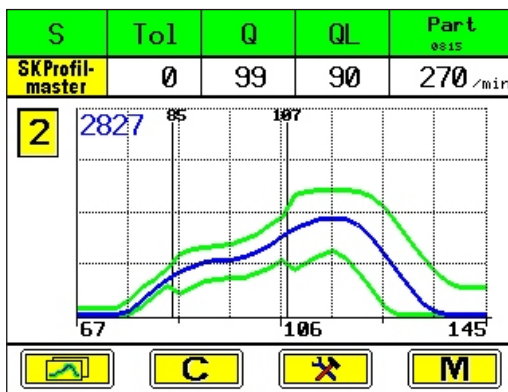 S Tol Q QL Part
0815
SKProfil-
master 0 99 90 270 /min
2 2827 85 107
67 106 145
C M